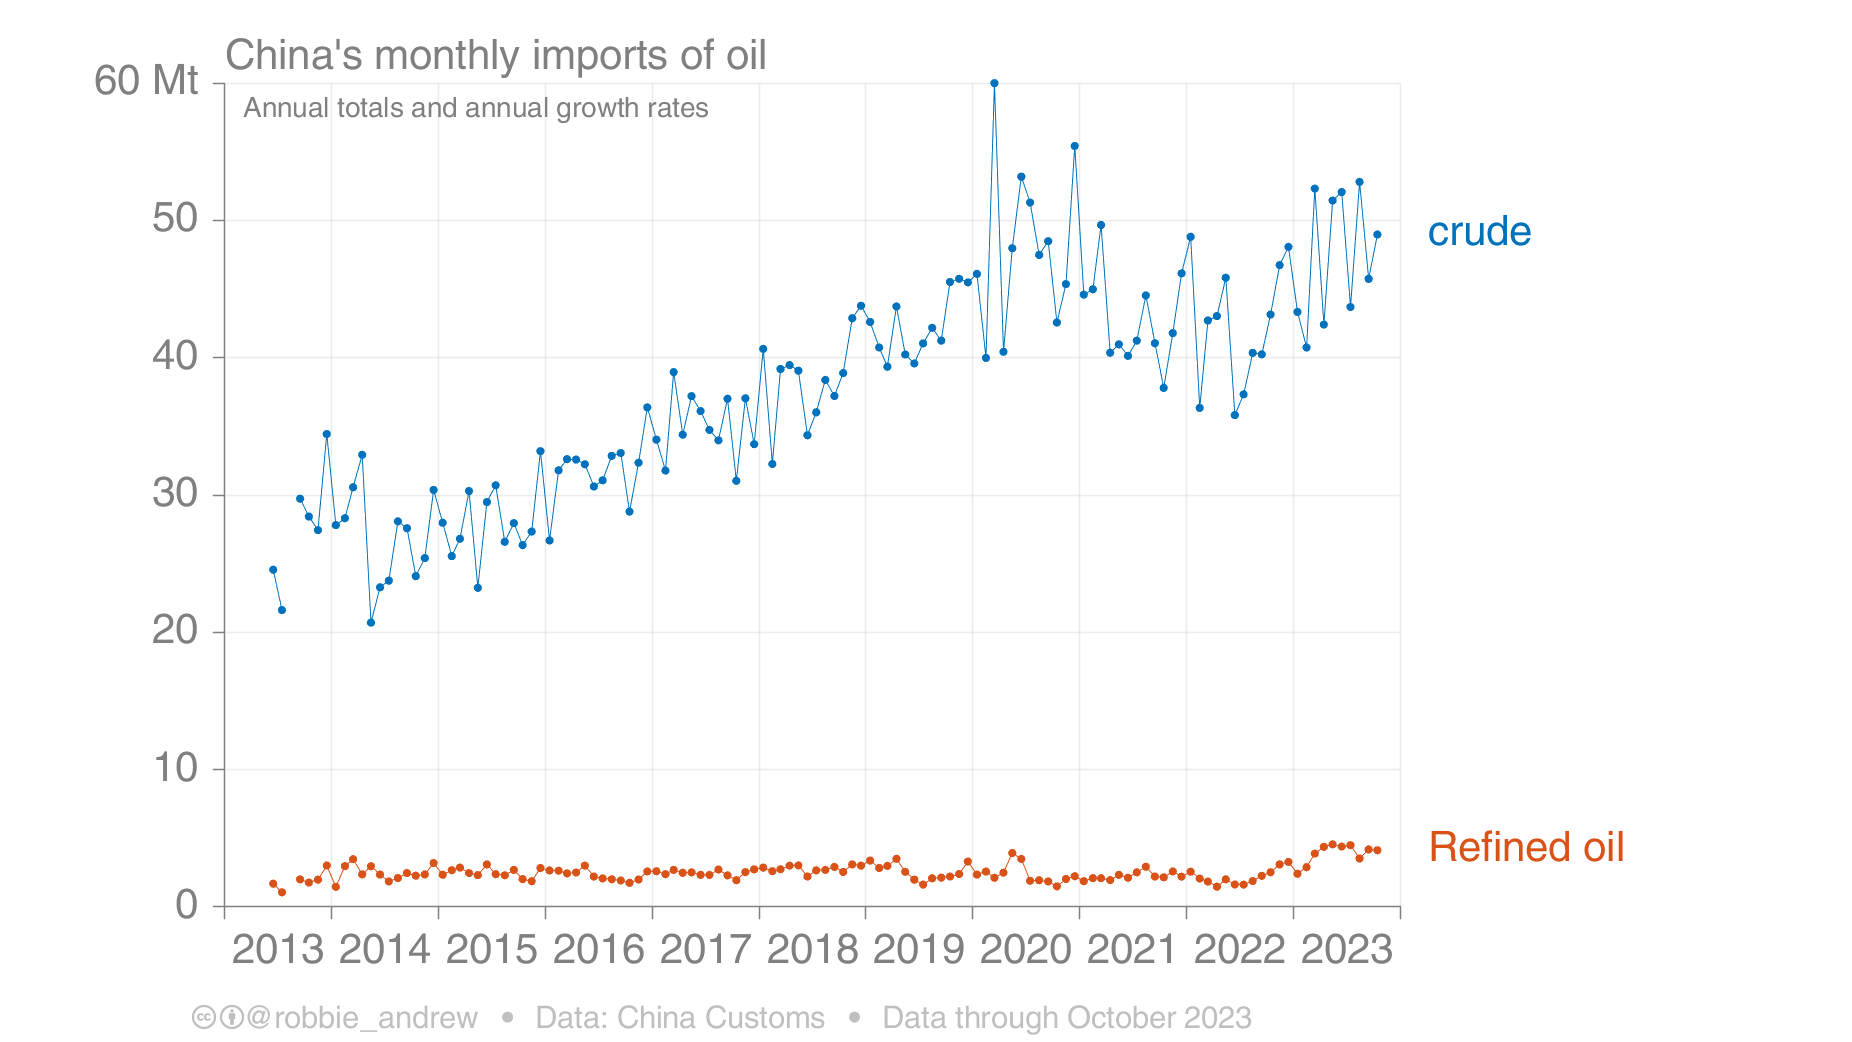 China's monthly imports of oil
60 Mt
Annual totals and annual growth rates
50
crude
40
30
20
10
Refined oil
0
2013 2014 2015 2016 2017 2018 2019 2020 2021 2022 2023
cc @robbie_andrew • Data: China Customs • Data through October 2023